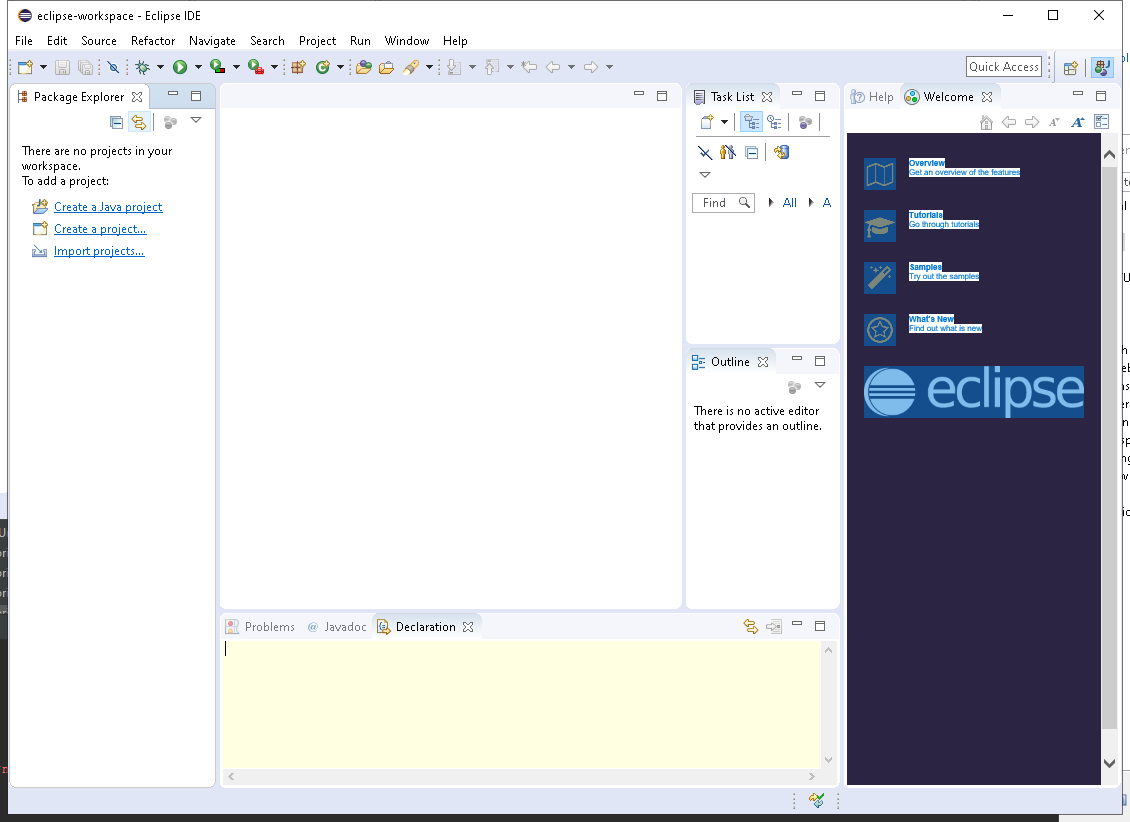 eclipse-workspace - Eclipse IDE
File Edit Source Refactor Navigate Search Project Run Window Help
Quick Access
Package Explorer
There are no projects in your
workspace.
To add a project:
Create a Java project
Create a project...
Import projects...
Task List
Find
All
A
Outline
There is no active editor
that provides an outline.
Problems @ Javadoc Declaration
Help Welcome
Overview
Get an overview of the features
Tutorials
Go through tutorials
Samples
Try out the samples
What's New
Find out what is new
eclipse